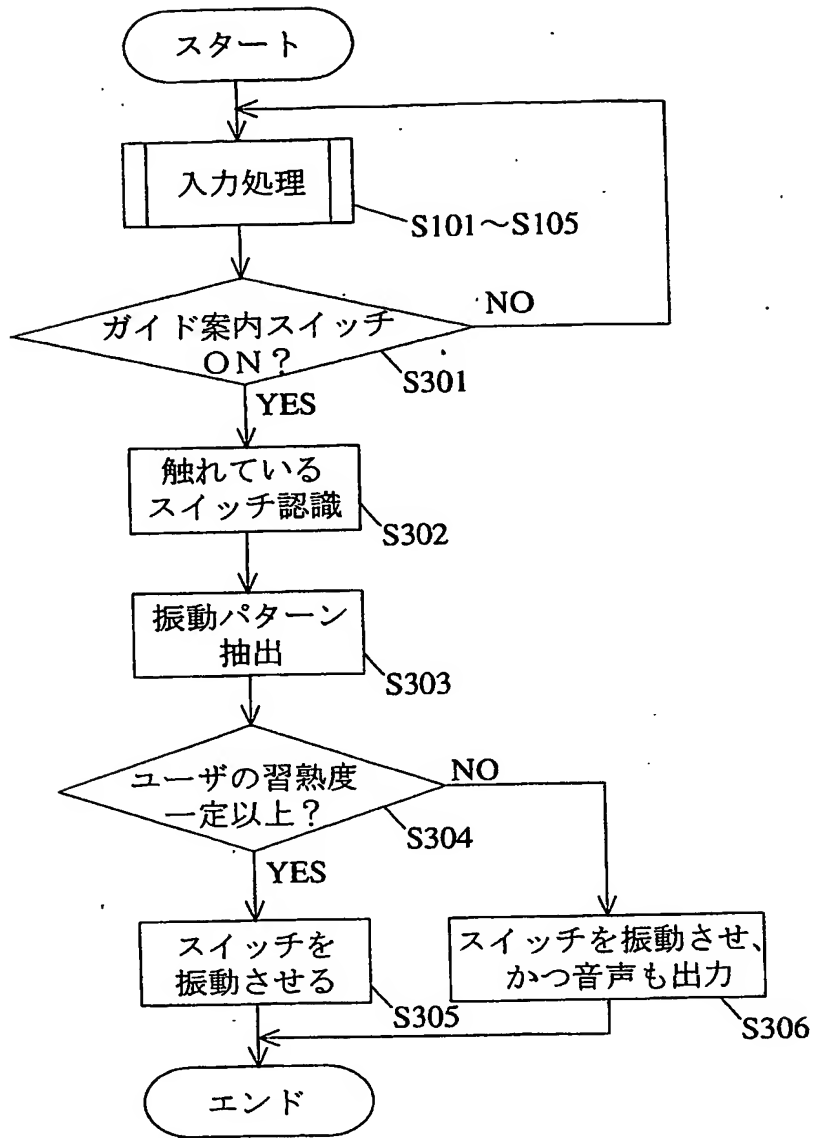 スタート
入力処理
S101～S105
ガイド案内スイッチ
ON？
NO
S301
YES
触れている
スイッチ認識
S302
振動パターン
抽出
S303
ユーザの習熟度
一定以上？
NO
S304
YES
スイッチを
振動させる
S305
スイッチを振動させ、
かつ音声も出力
S306
エンド